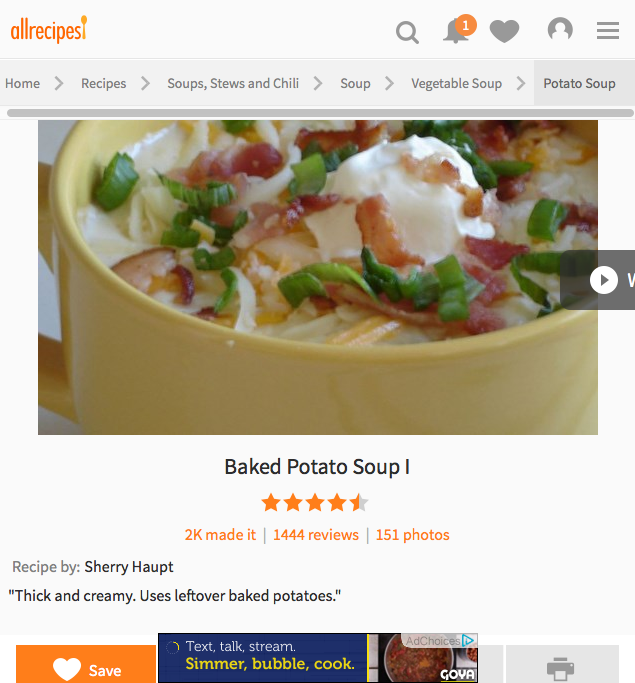 allrecipes
1
Home Recipes Soups, Stews and Chili Soup Vegetable Soup Potato Soup
Baked Potato Soup I
2K made it | 1444 reviews | 151 photos
Recipe by: Sherry Haupt
"Thick and creamy. Uses leftover baked potatoes."
Save
Text, talk, stream.
Simmer, bubble, cook.
AdChoices
GOYA